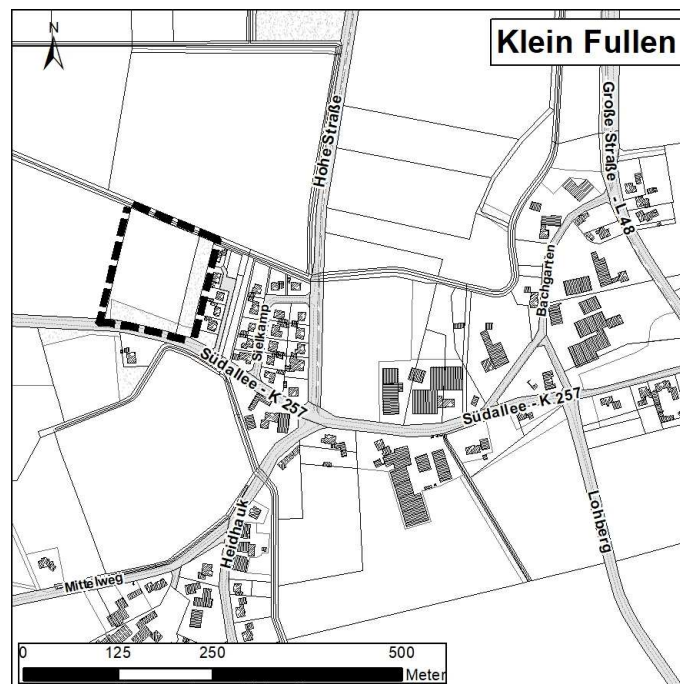 N
Klein Fullen
Hohe Straße
Große Straße
- L 48
Bachgarten
Sielkamp
Südallee - K 257
Südallee - K 257
Heidhauk
Lohberg
Mittelweg
0 125 250 500
Meter